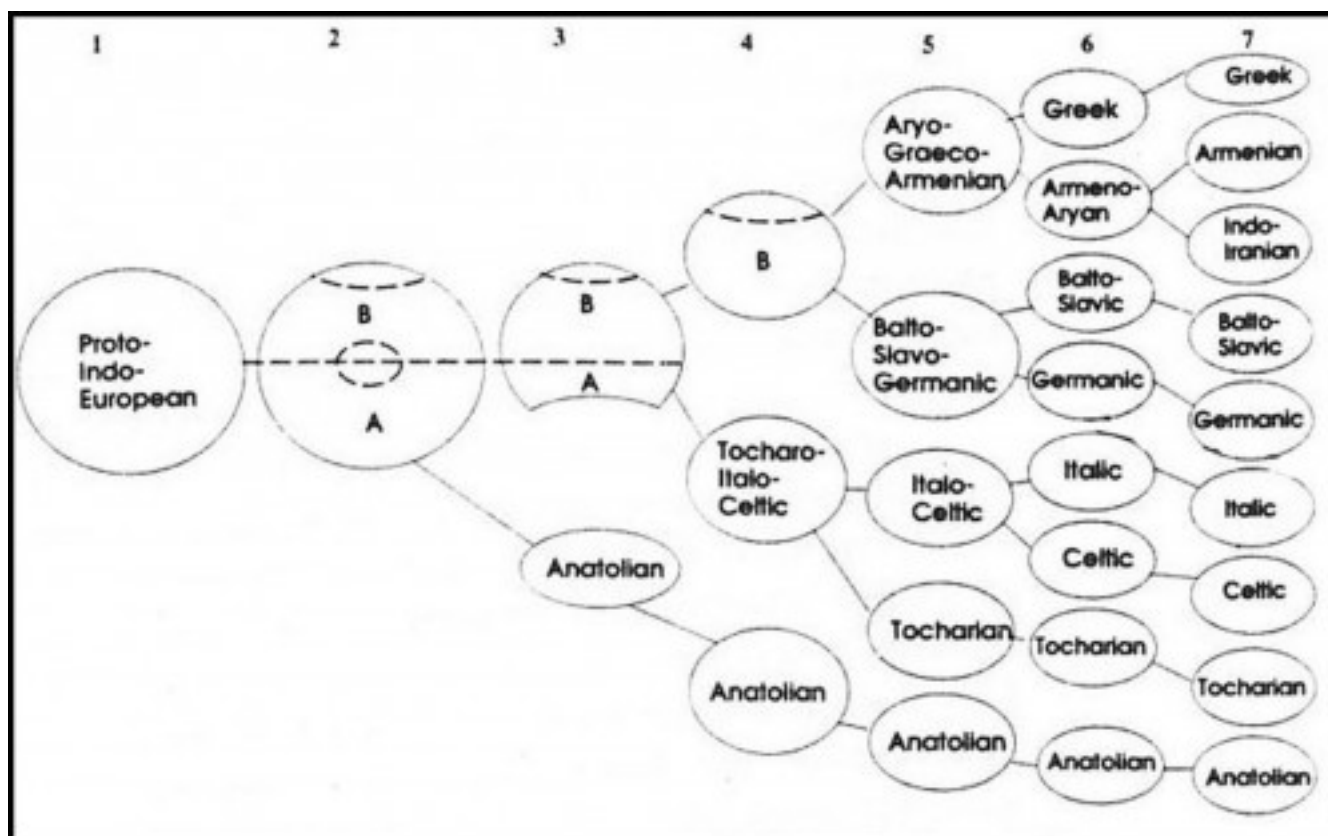 1
2
3
4
5
6
7
Proto-
Indo-
European
B
A
B
A
Anatolian
B
Tocharo-
Italo-
Celtic
Anatolian
Aryo-
Graeco-
Armenian
Balto-
Slavo-
Germanic
Italo-
Celtic
Tocharian
Anatolian
Greek
Armeno-
Aryan
Balto-
Slavic
Germanic
Italic
Celtic
Tocharian
Anatolian
Greek
Armenian
Indo-
Iranian
Balto-
Slavic
Germanic
Italic
Celtic
Tocharian
Anatolian